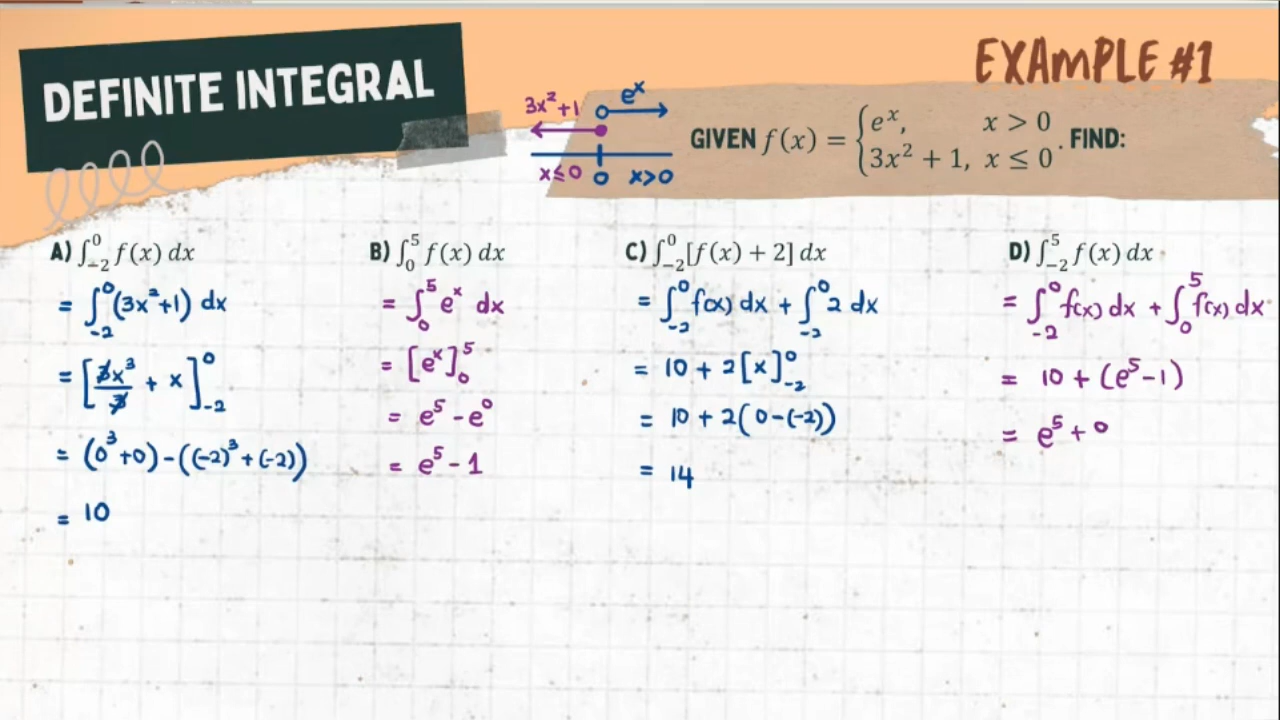 DEFINITE INTEGRAL
EXAMPLE #1
3x²+1
eˣ
x≤0 0 x>0
GIVEN f(x) = {eˣ, x > 0
3x² + 1, x ≤ 0 . FIND:
A) ∫₋₂⁰ f(x) dx
= ∫₋₂⁰ (3x²+1) dx
= [3x³/3 + x]₋₂⁰
= (0³+0)-((-2)³+(-2))
= 10
B) ∫₀⁵ f(x) dx
= ∫₀⁵ eˣ dx
= [eˣ]₀⁵
= e⁵ - e⁰
= e⁵ - 1
C) ∫₋₂⁰ [f(x) + 2] dx
= ∫₋₂⁰ f(x) dx + ∫₋₂⁰ 2 dx
= 10 + 2[x]₋₂⁰
= 10 + 2(0-(-2))
= 14
D) ∫₋₂⁵ f(x) dx
= ∫₋₂⁰ f(x) dx + ∫₀⁵ f(x) dx
= 10 + (e⁵-1)
= e⁵ + 0